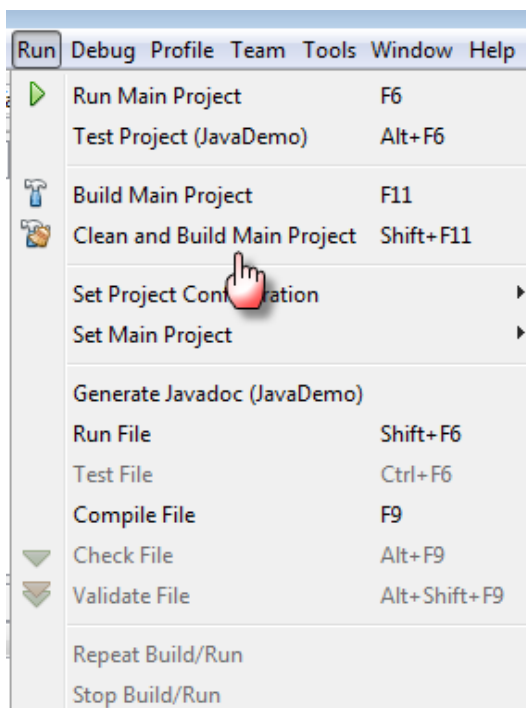 Run Debug Profile Team Tools Window Help
Run Main Project F6
Test Project (JavaDemo) Alt+F6
Build Main Project F11
Clean and Build Main Project Shift+F11
Set Project Configuration
Set Main Project
Generate Javadoc (JavaDemo)
Run File Shift+F6
Test File Ctrl+F6
Compile File F9
Check File Alt+F9
Validate File Alt+Shift+F9
Repeat Build/Run
Stop Build/Run